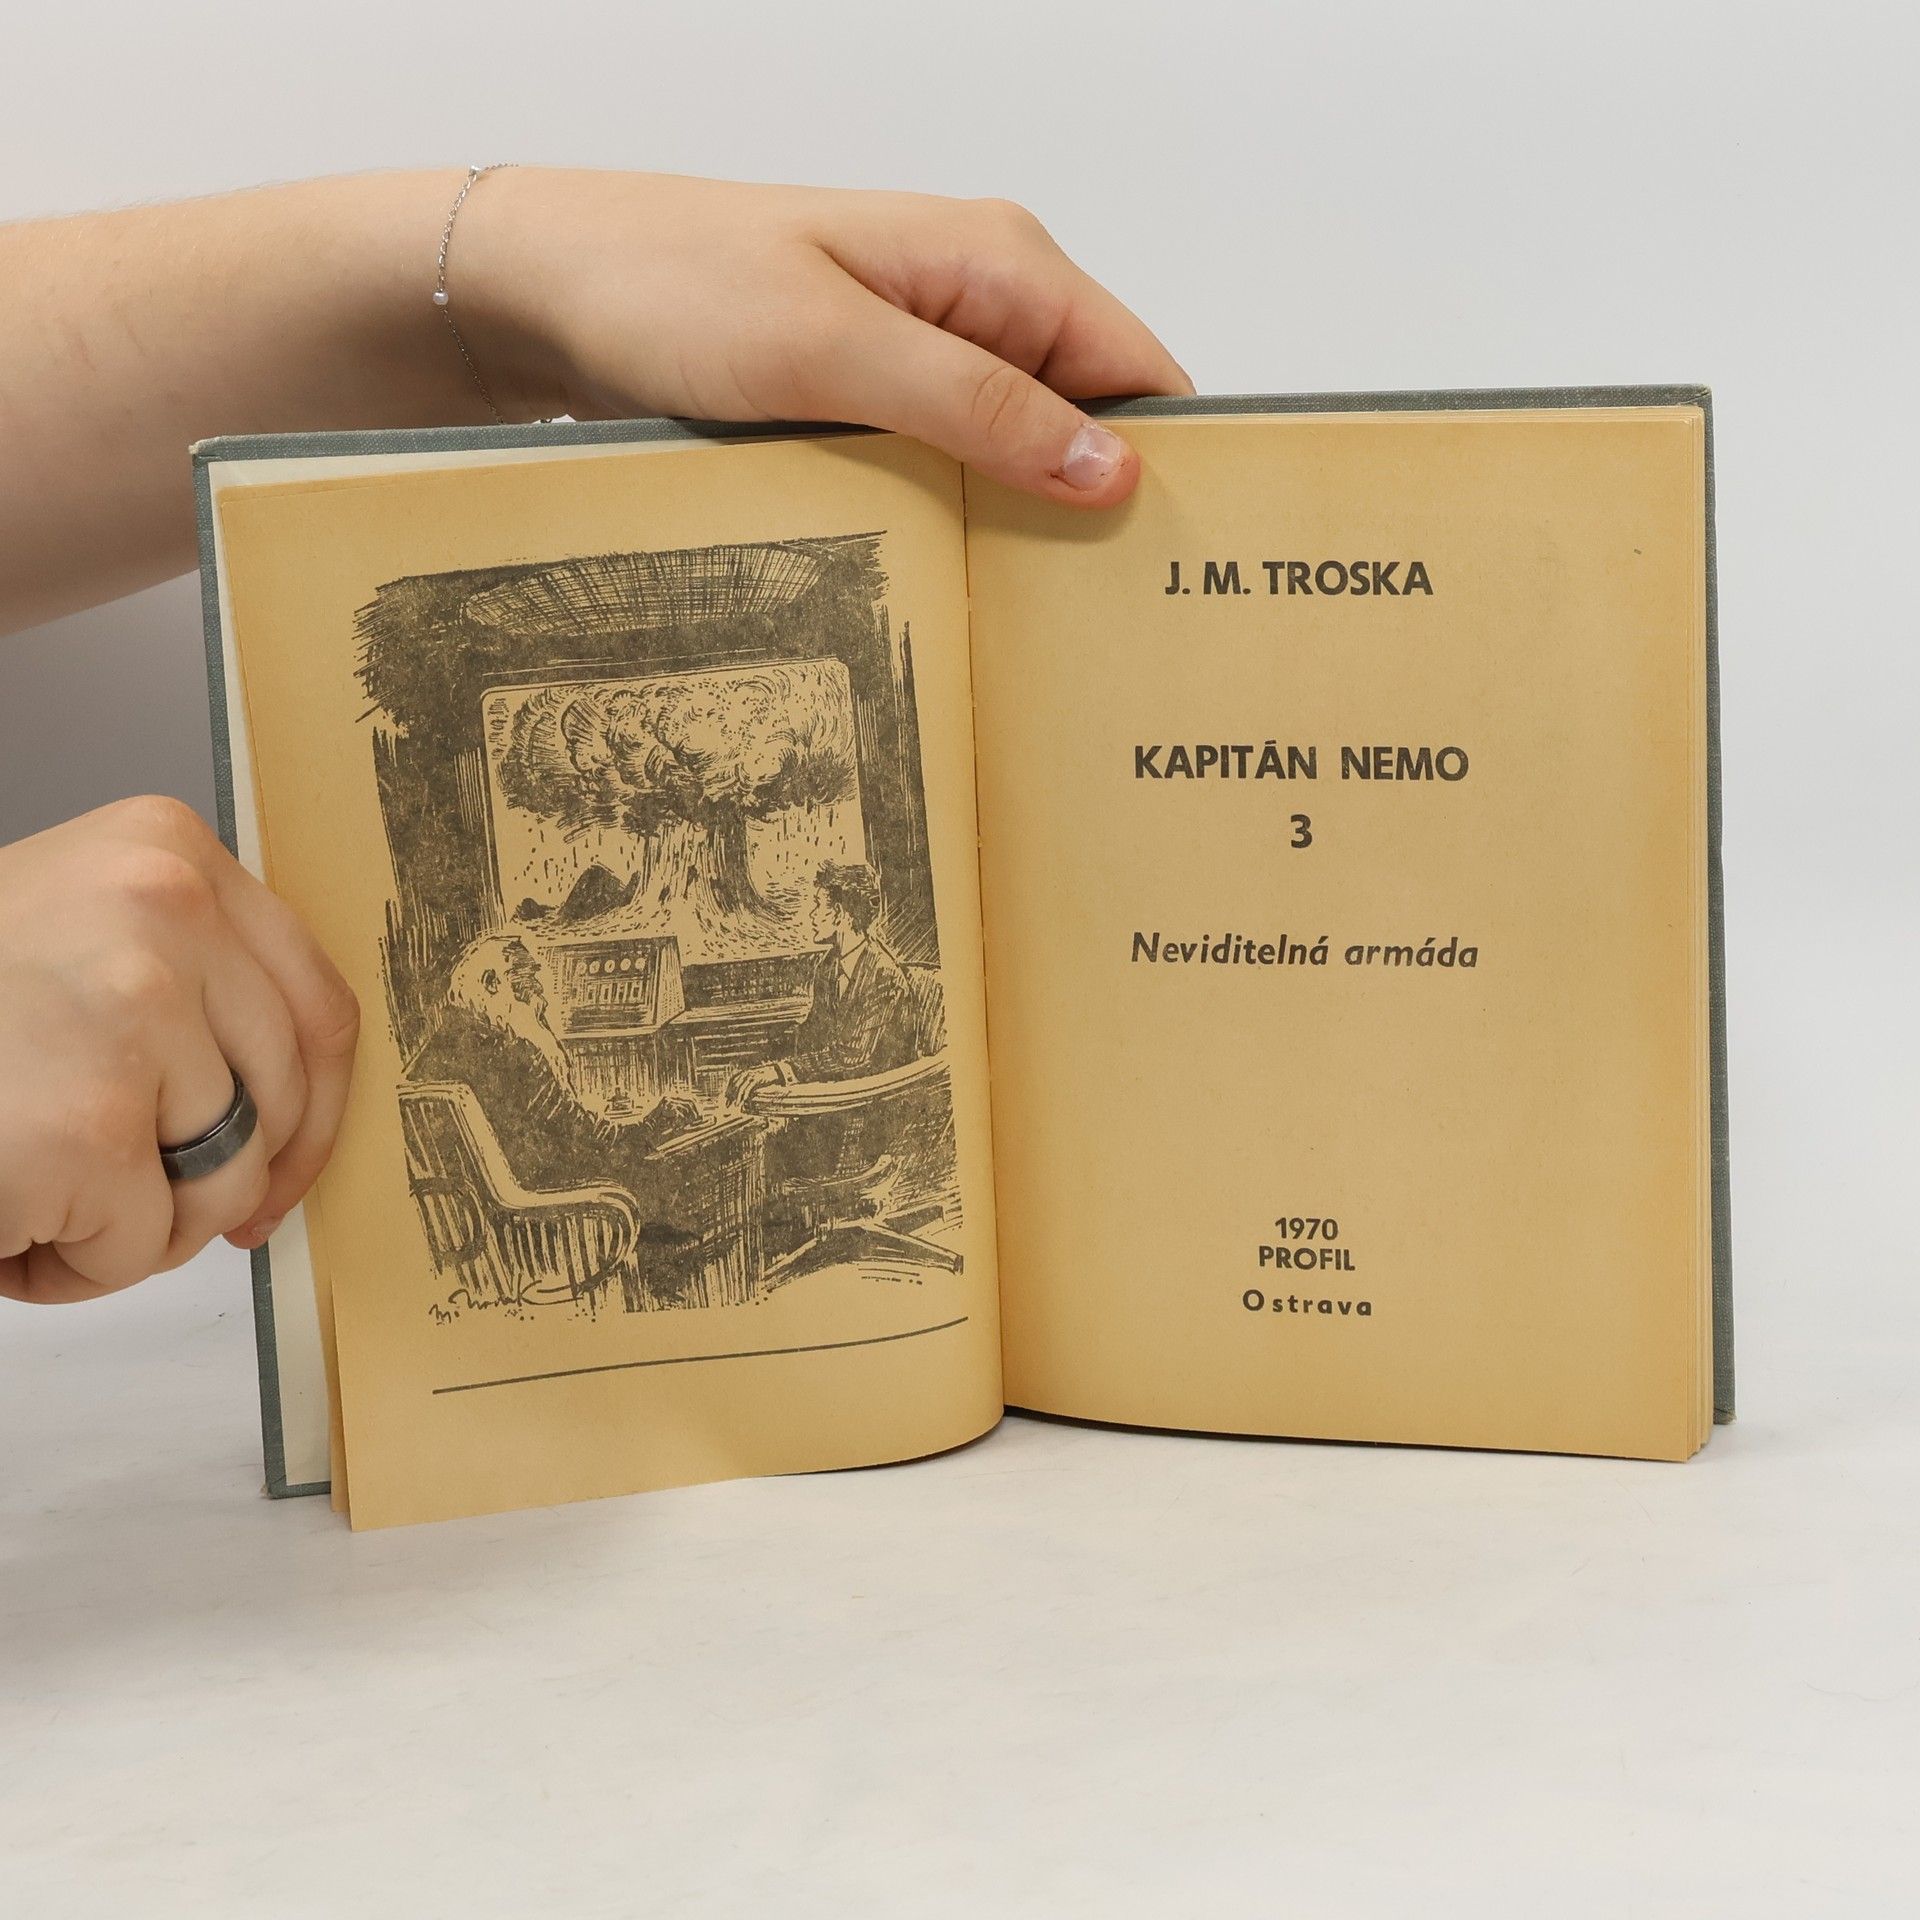 J. M. TROSKA
KAPITÁN NEMO
3
Neviditelná armáda
1970
PROFIL
Ostrava